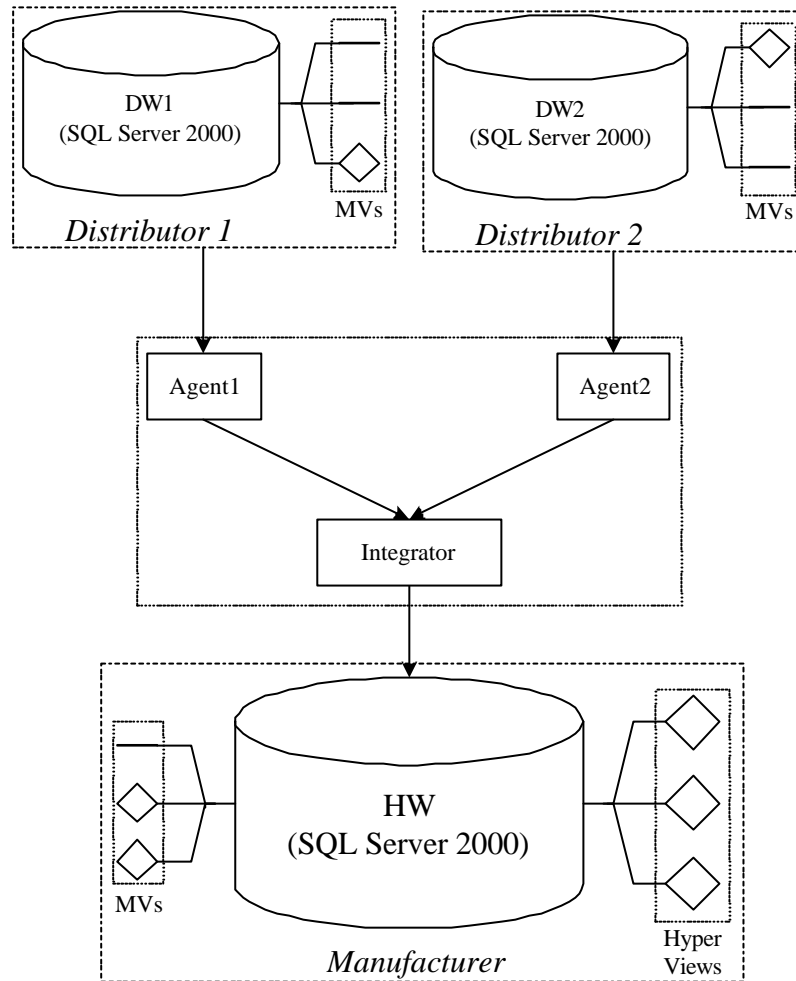 DW1
(SQL Server 2000)
MVs
Distributor 1
DW2
(SQL Server 2000)
MVs
Distributor 2
Agent1
Agent2
Integrator
HW
(SQL Server 2000)
MVs
Hyper
Views
Manufacturer